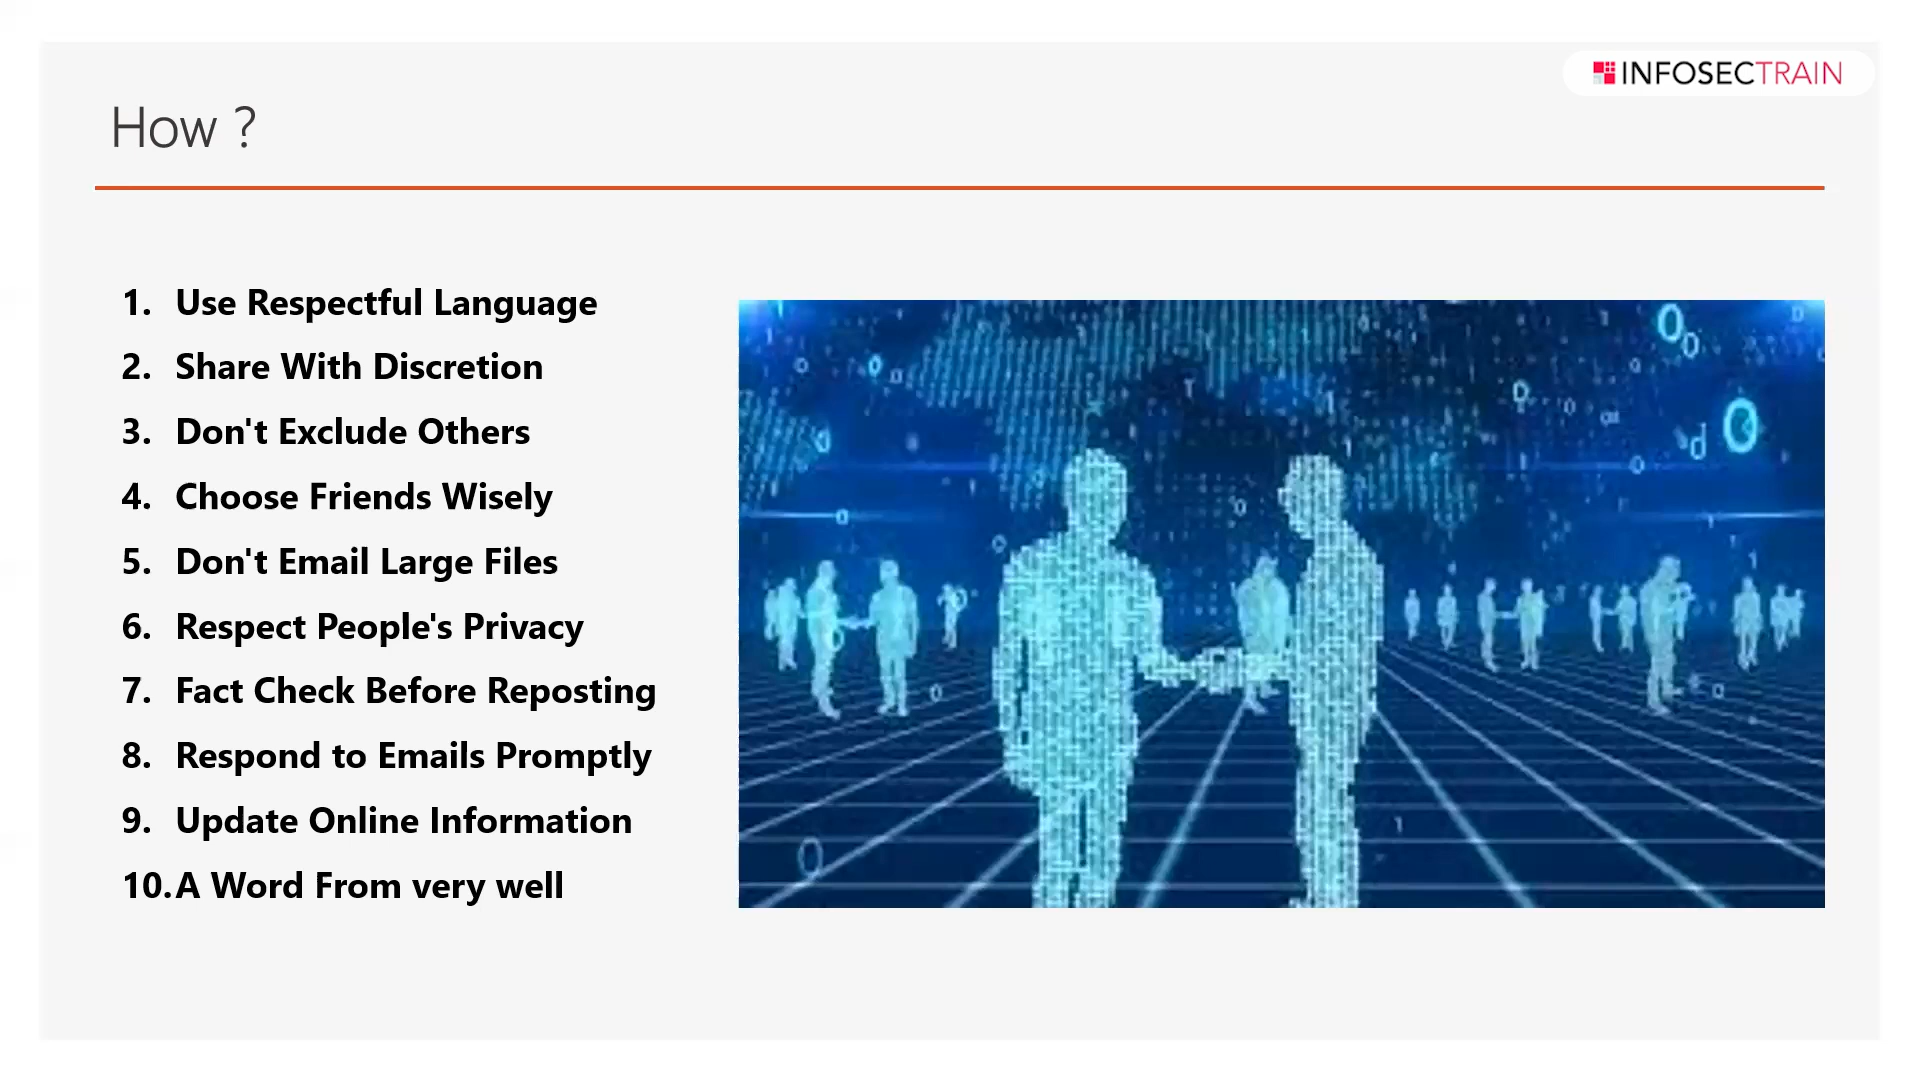 INFOSECTRAIN
How ?
1. Use Respectful Language
2. Share With Discretion
3. Don't Exclude Others
4. Choose Friends Wisely
5. Don't Email Large Files
6. Respect People's Privacy
7. Fact Check Before Reposting
8. Respond to Emails Promptly
9. Update Online Information
10. A Word From very well